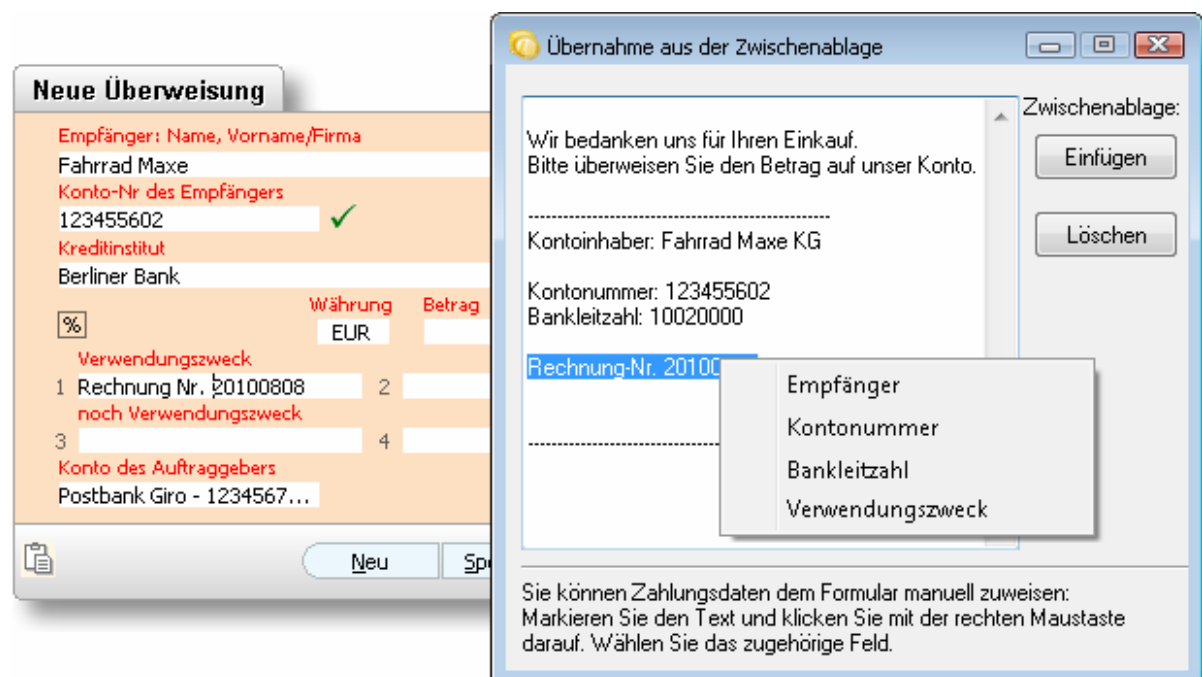 Neue Überweisung
Empfänger: Name, Vorname/Firma
Fahrrad Maxe
Konto-Nr des Empfängers
123455602
Kreditinstitut
Berliner Bank
Währung Betrag
% EUR
Verwendungszweck
1 Rechnung Nr. 20100808 2
noch Verwendungszweck
3 4
Konto des Auftraggebers
Postbank Giro - 1234567...
Neu
Übernahme aus der Zwischenablage
Zwischenablage:
Einfügen
Löschen
Wir bedanken uns für Ihren Einkauf.
Bitte überweisen Sie den Betrag auf unser Konto.
Kontoinhaber: Fahrrad Maxe KG
Kontonummer: 123455602
Bankleitzahl: 10020000
Rechnung-Nr. 20100
Empfänger
Kontonummer
Bankleitzahl
Verwendungszweck
Sie können Zahlungsdaten dem Formular manuell zuweisen:
Markieren Sie den Text und klicken Sie mit der rechten Maustaste
darauf. Wählen Sie das zugehörige Feld.